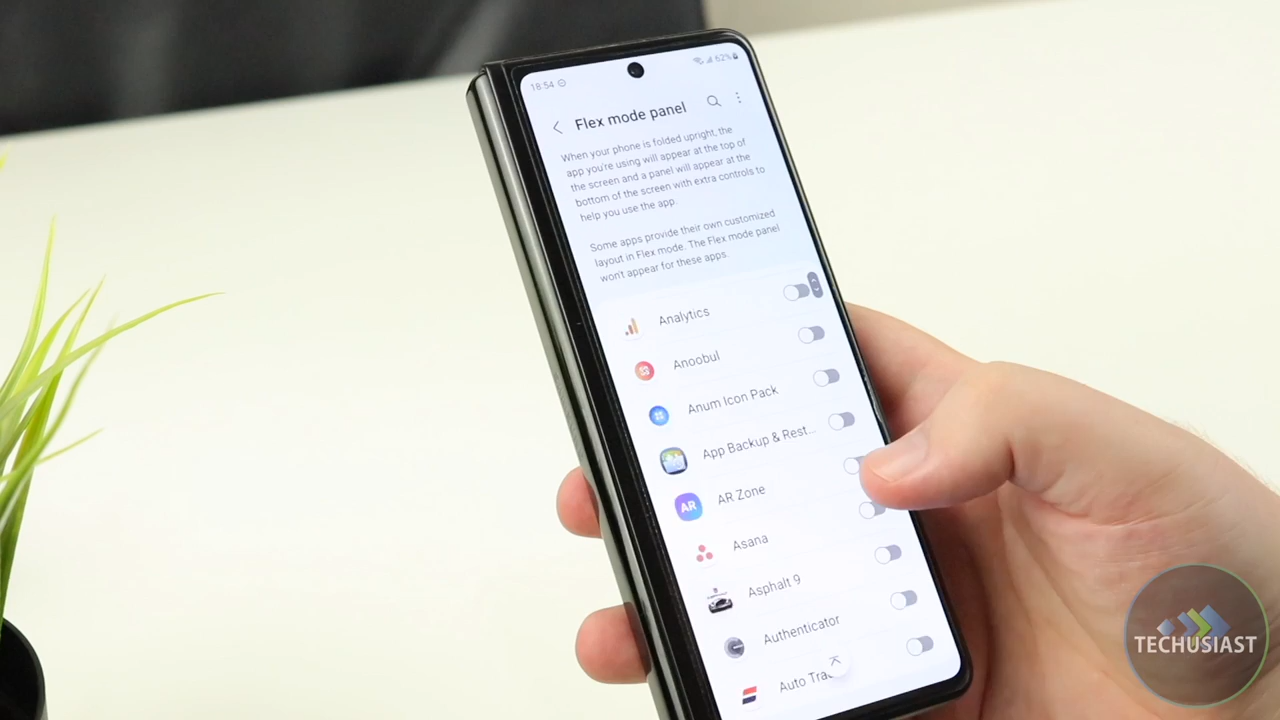 18:54
62%
Flex mode panel
When your phone is folded upright, the
app you're using will appear at the top of
the screen and a panel will appear at the
bottom of the screen with extra controls to
help you use the app.
Some apps provide their own customized
layout in Flex mode. The Flex mode panel
won't appear for these apps.
Analytics
Anoobul
Anum Icon Pack
App Backup & Rest...
AR
AR Zone
Asana
Asphalt 9
Authenticator
Auto
TECHUSIAST